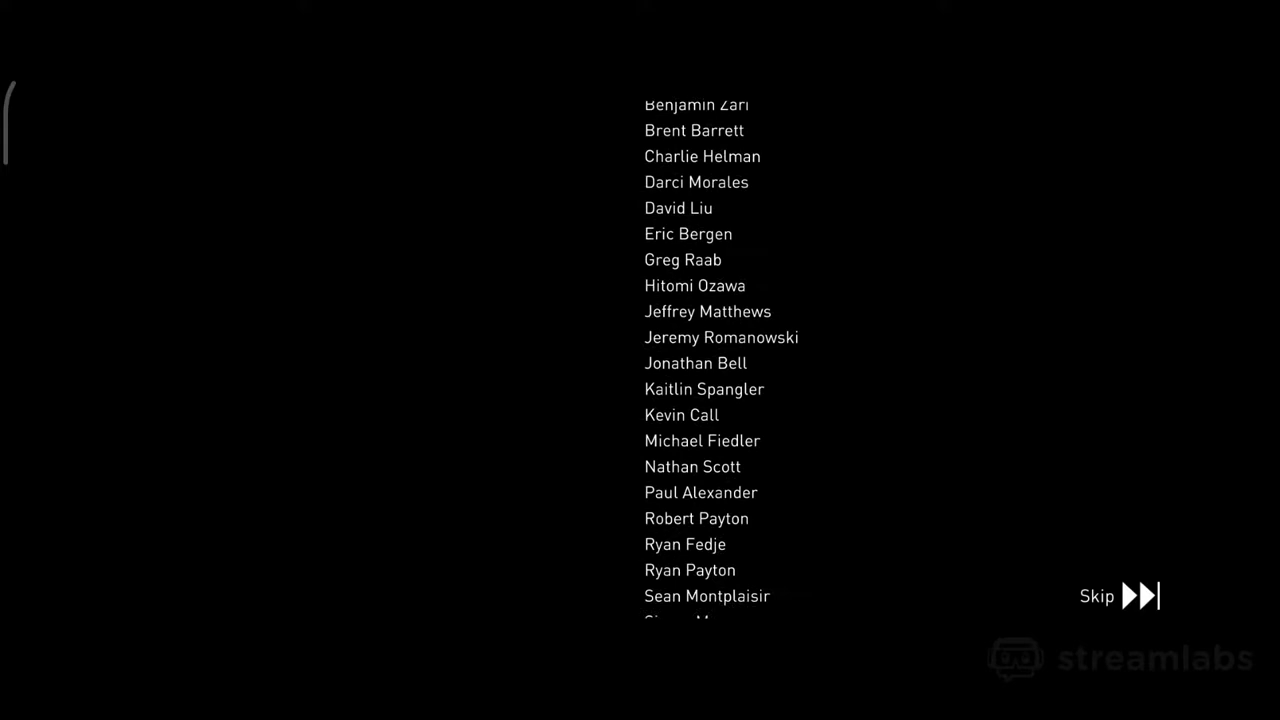 Benjamin Zari
Brent Barrett
Charlie Helman
Darci Morales
David Liu
Eric Bergen
Greg Raab
Hitomi Ozawa
Jeffrey Matthews
Jeremy Romanowski
Jonathan Bell
Kaitlin Spangler
Kevin Call
Michael Fiedler
Nathan Scott
Paul Alexander
Robert Payton
Ryan Fedje
Ryan Payton
Sean Montplaisir
Skip
streamlabs